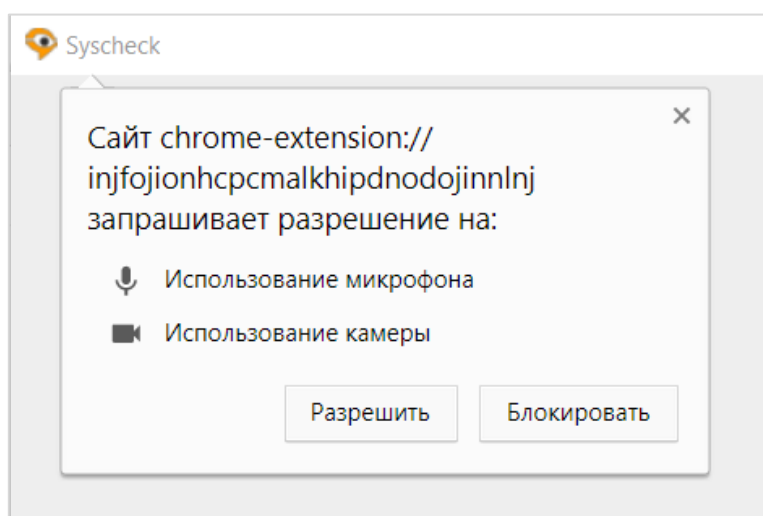 Syscheck
Сайт chrome-extension://
injfojionhcpcmalkhipdnodojinnlnj
запрашивает разрешение на:
Использование микрофона
Использование камеры
Разрешить
Блокировать